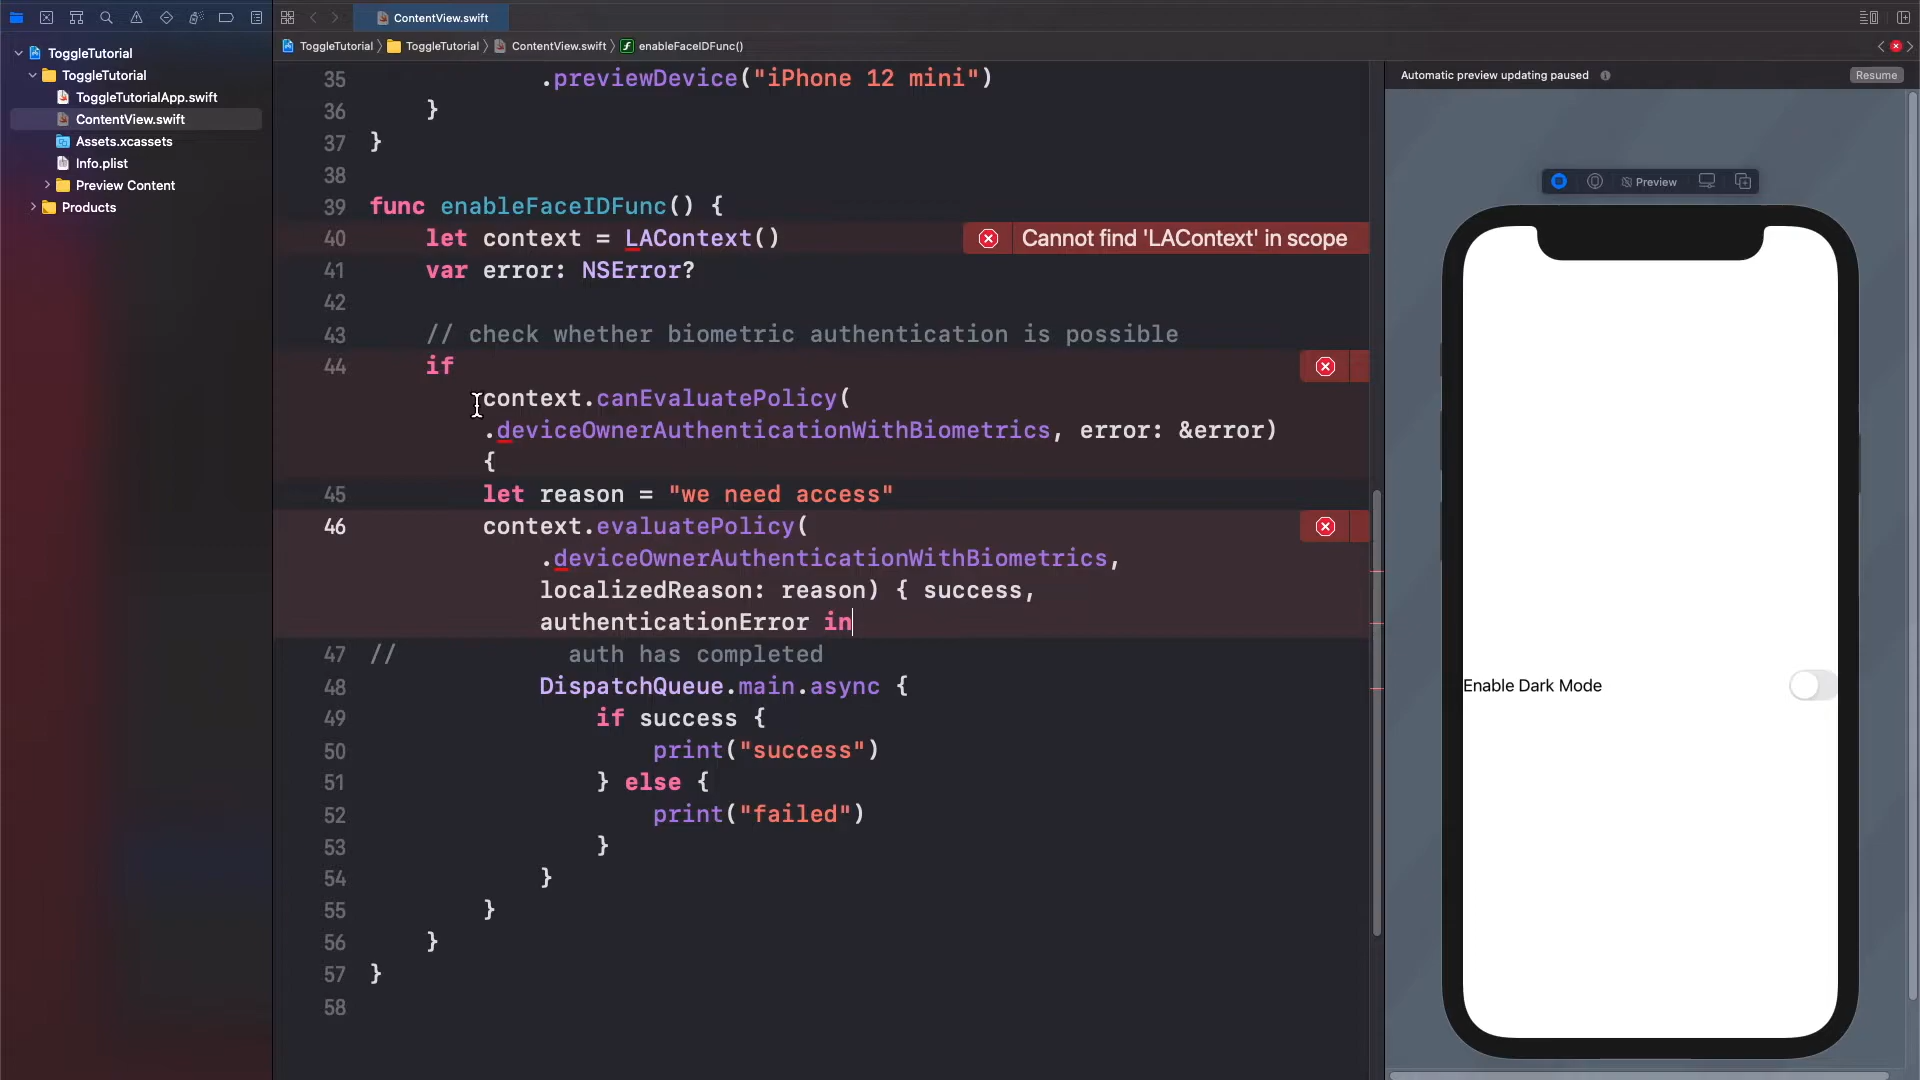 ContentView.swift
ToggleTutorial
ToggleTutorial
ToggleTutorialApp.swift
ContentView.swift
Assets.xcassets
Info.plist
Preview Content
Products
ToggleTutorial 〉 ToggleTutorial 〉 ContentView.swift 〉 enableFaceIDFunc()
35 .previewDevice("iPhone 12 mini")
36 }
37 }
38
39 func enableFaceIDFunc() {
40 let context = LAContext()
Cannot find 'LAContext' in scope
41 var error: NSError?
42
43 // check whether biometric authentication is possible
44 if
context.canEvaluatePolicy(
.deviceOwnerAuthenticationWithBiometrics, error: &error)
{
45 let reason = "we need access"
46 context.evaluatePolicy(
.deviceOwnerAuthenticationWithBiometrics,
localizedReason: reason) { success,
authenticationError in
47 // auth has completed
48 DispatchQueue.main.async {
49 if success {
50 print("success")
51 } else {
52 print("failed")
53 }
54 }
55 }
56 }
57 }
58
Automatic preview updating paused
Resume
Preview
Enable Dark Mode